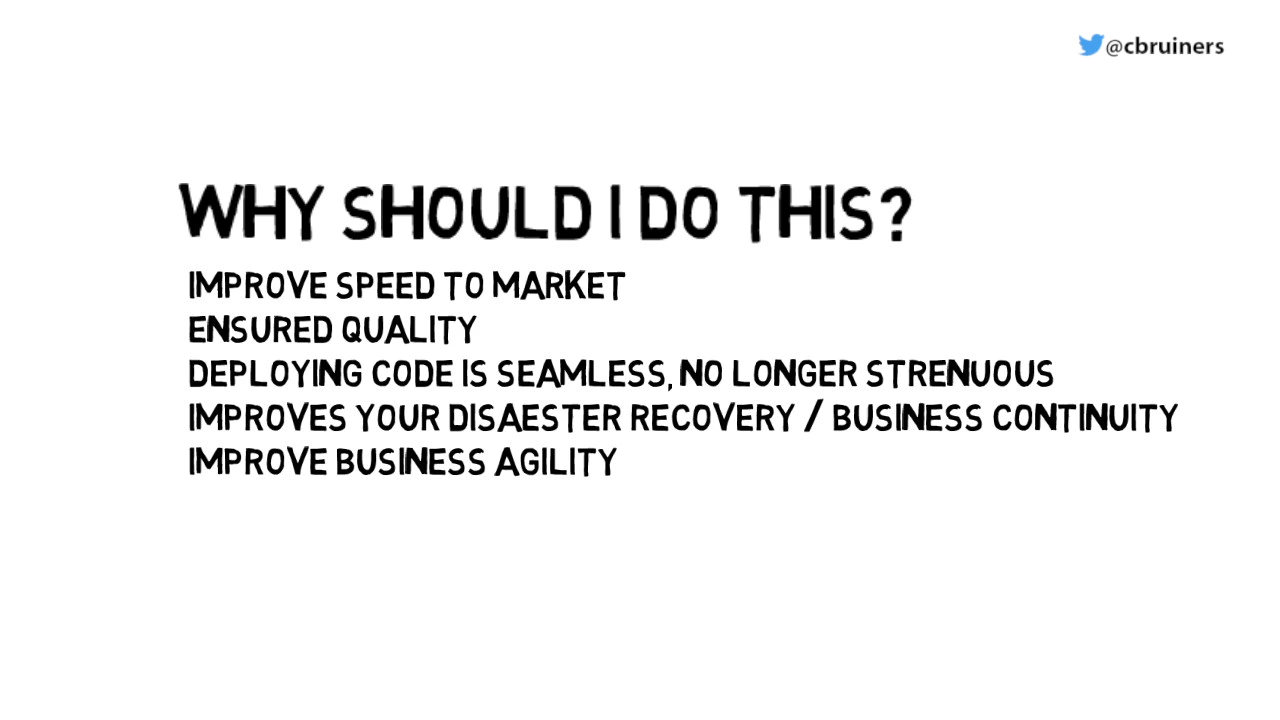 @cbruiners
WHY SHOULD I DO THIS?
IMPROVE SPEED TO MARKET
ENSURED QUALITY
DEPLOYING CODE IS SEAMLESS, NO LONGER STRENUOUS
IMPROVES YOUR DISAESTER RECOVERY / BUSINESS CONTINUITY
IMPROVE BUSINESS AGILITY